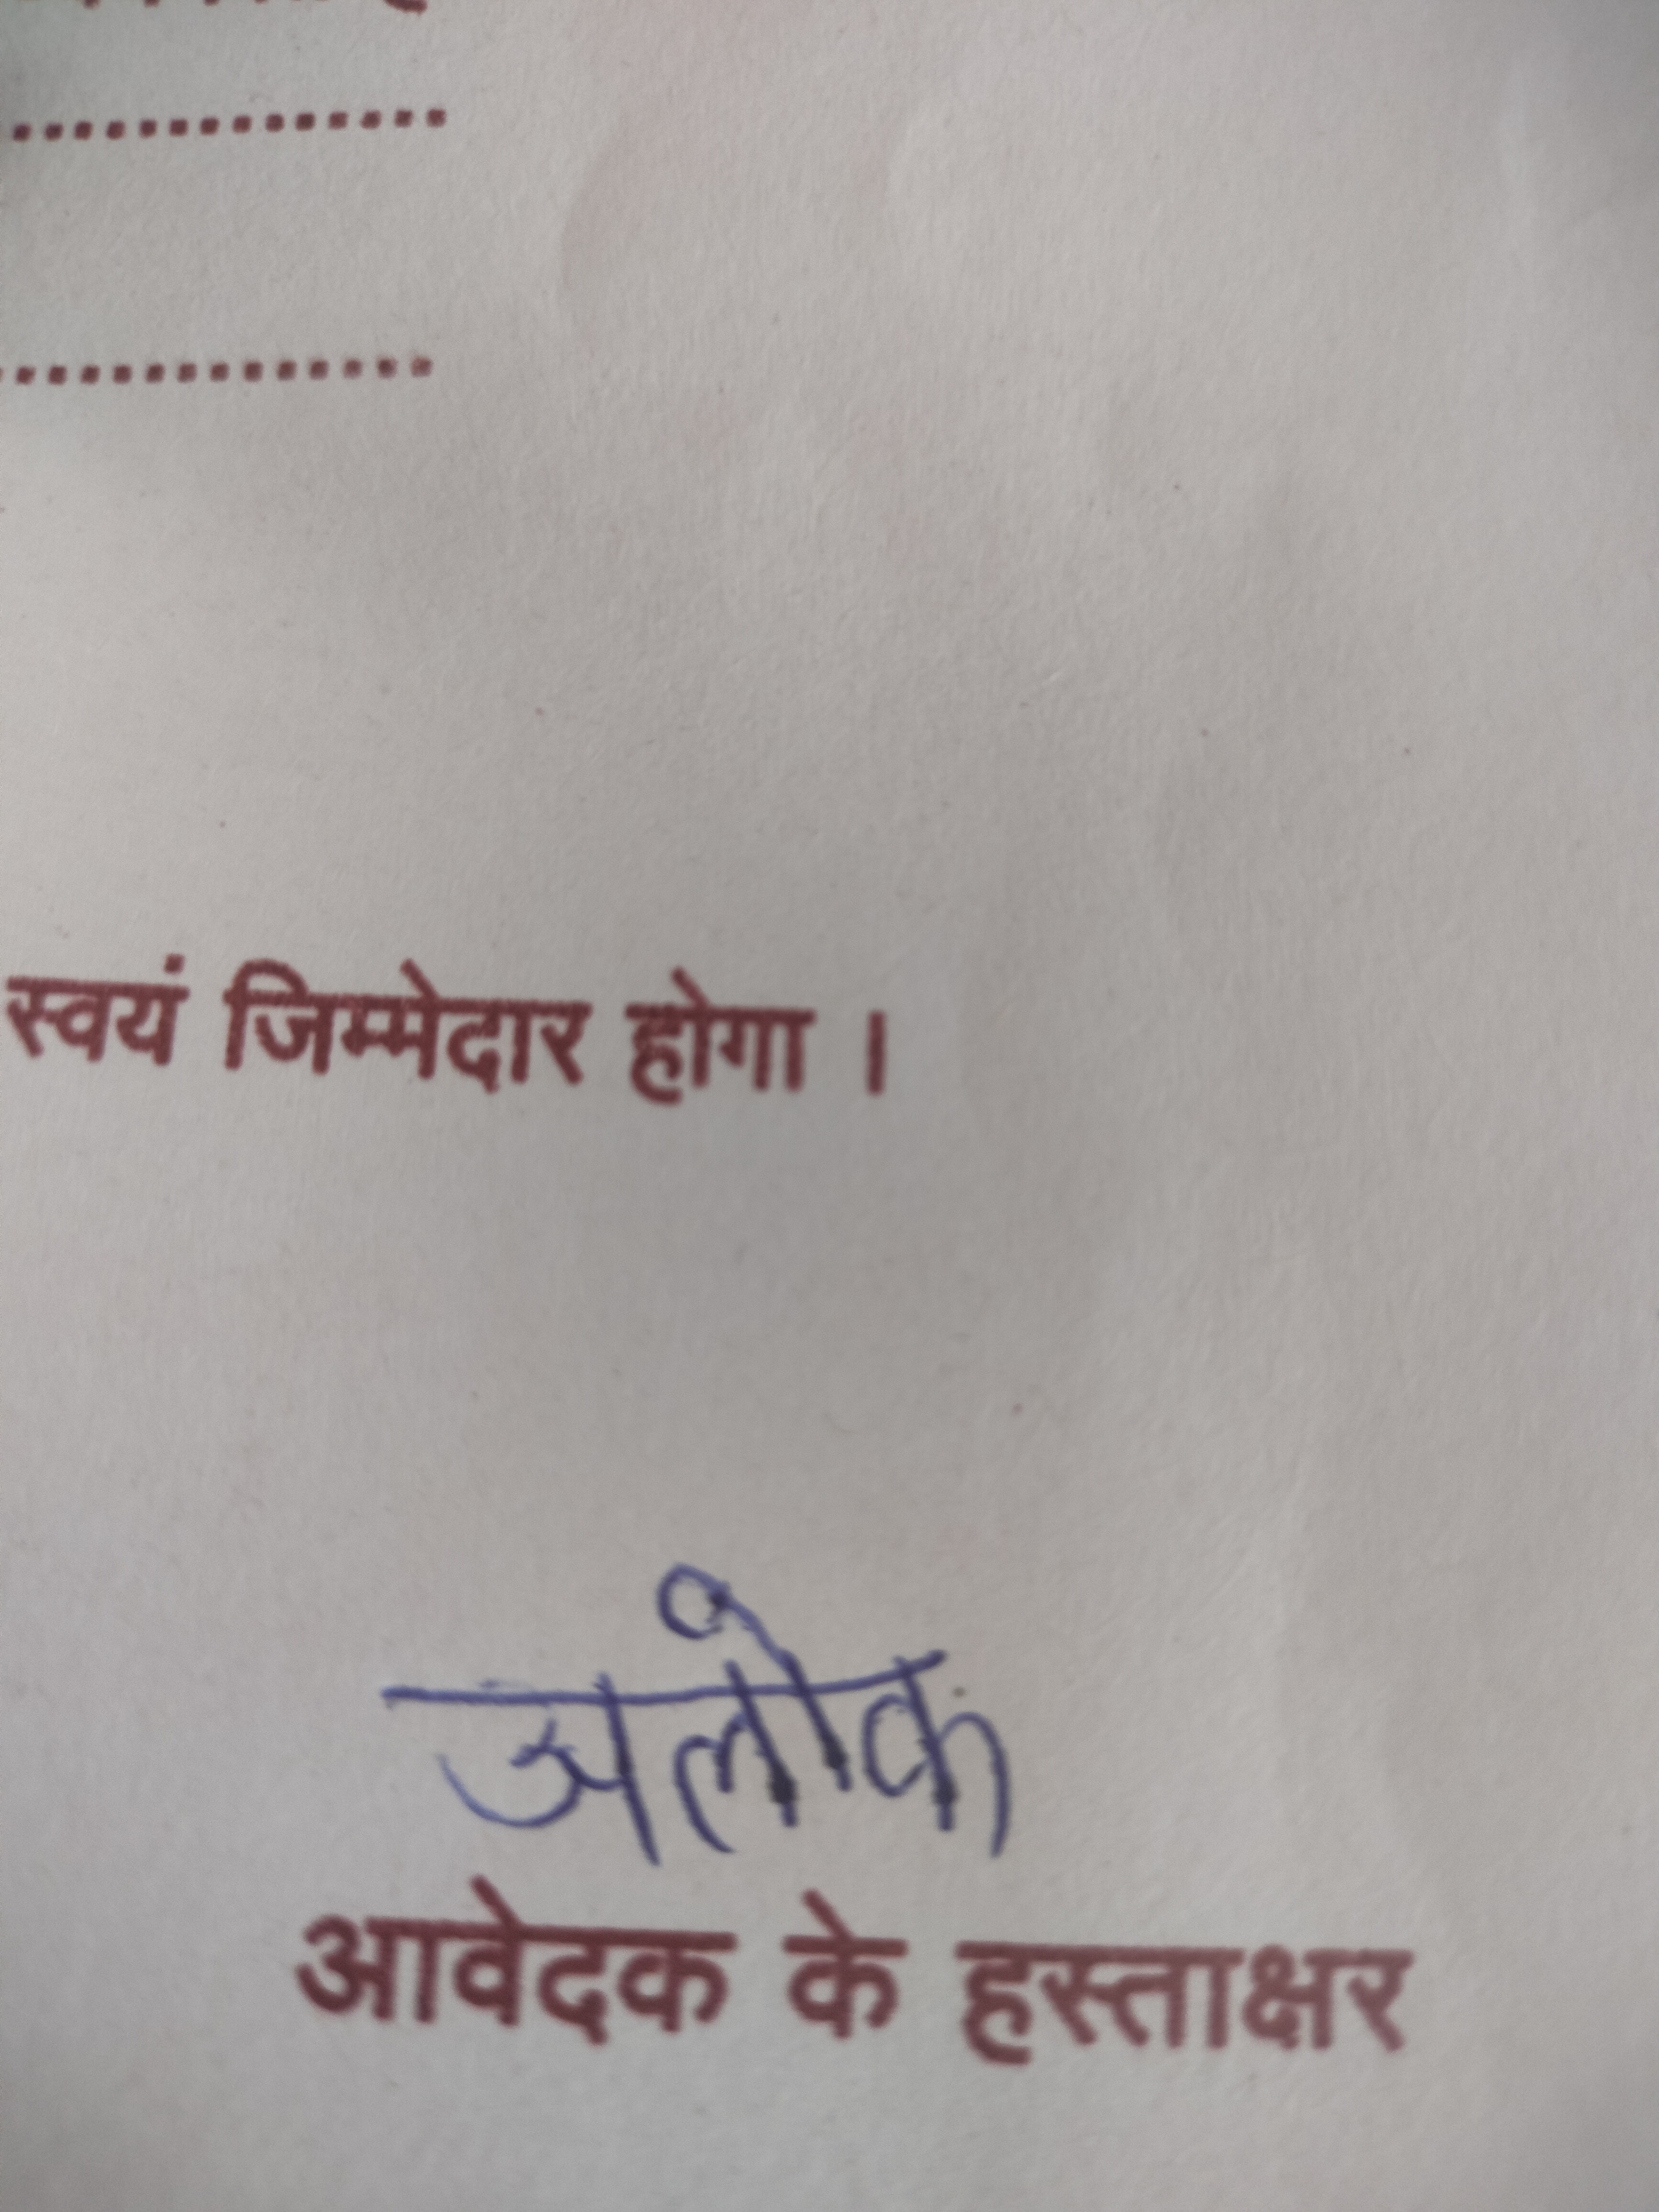 ..............
..............
स्वयं जिम्मेदार होगा ।
अलोक
आवेदक के हस्ताक्षर